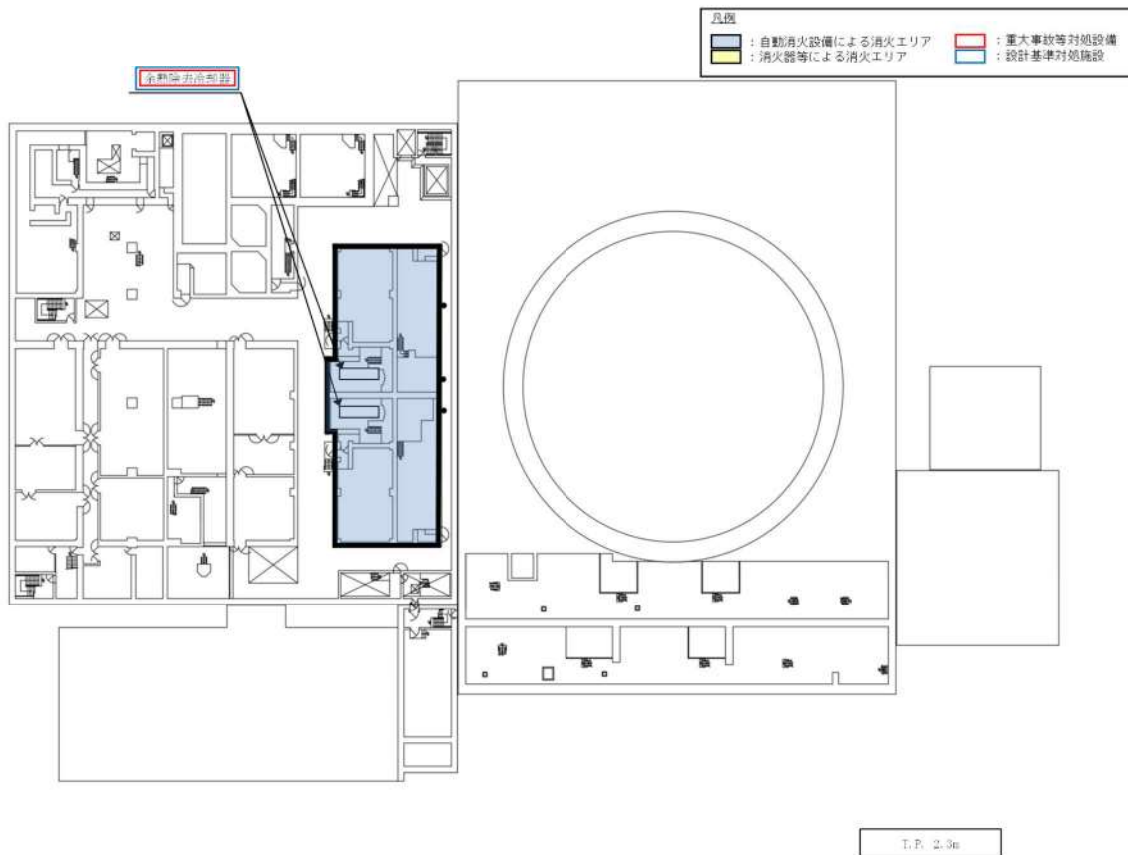 凡例
：自動消火設備による消火エリア
：重大事故等対処設備
：消火器等による消火エリア
：設計基準対処施設
余熱除去冷却器
T.P. 2.3m